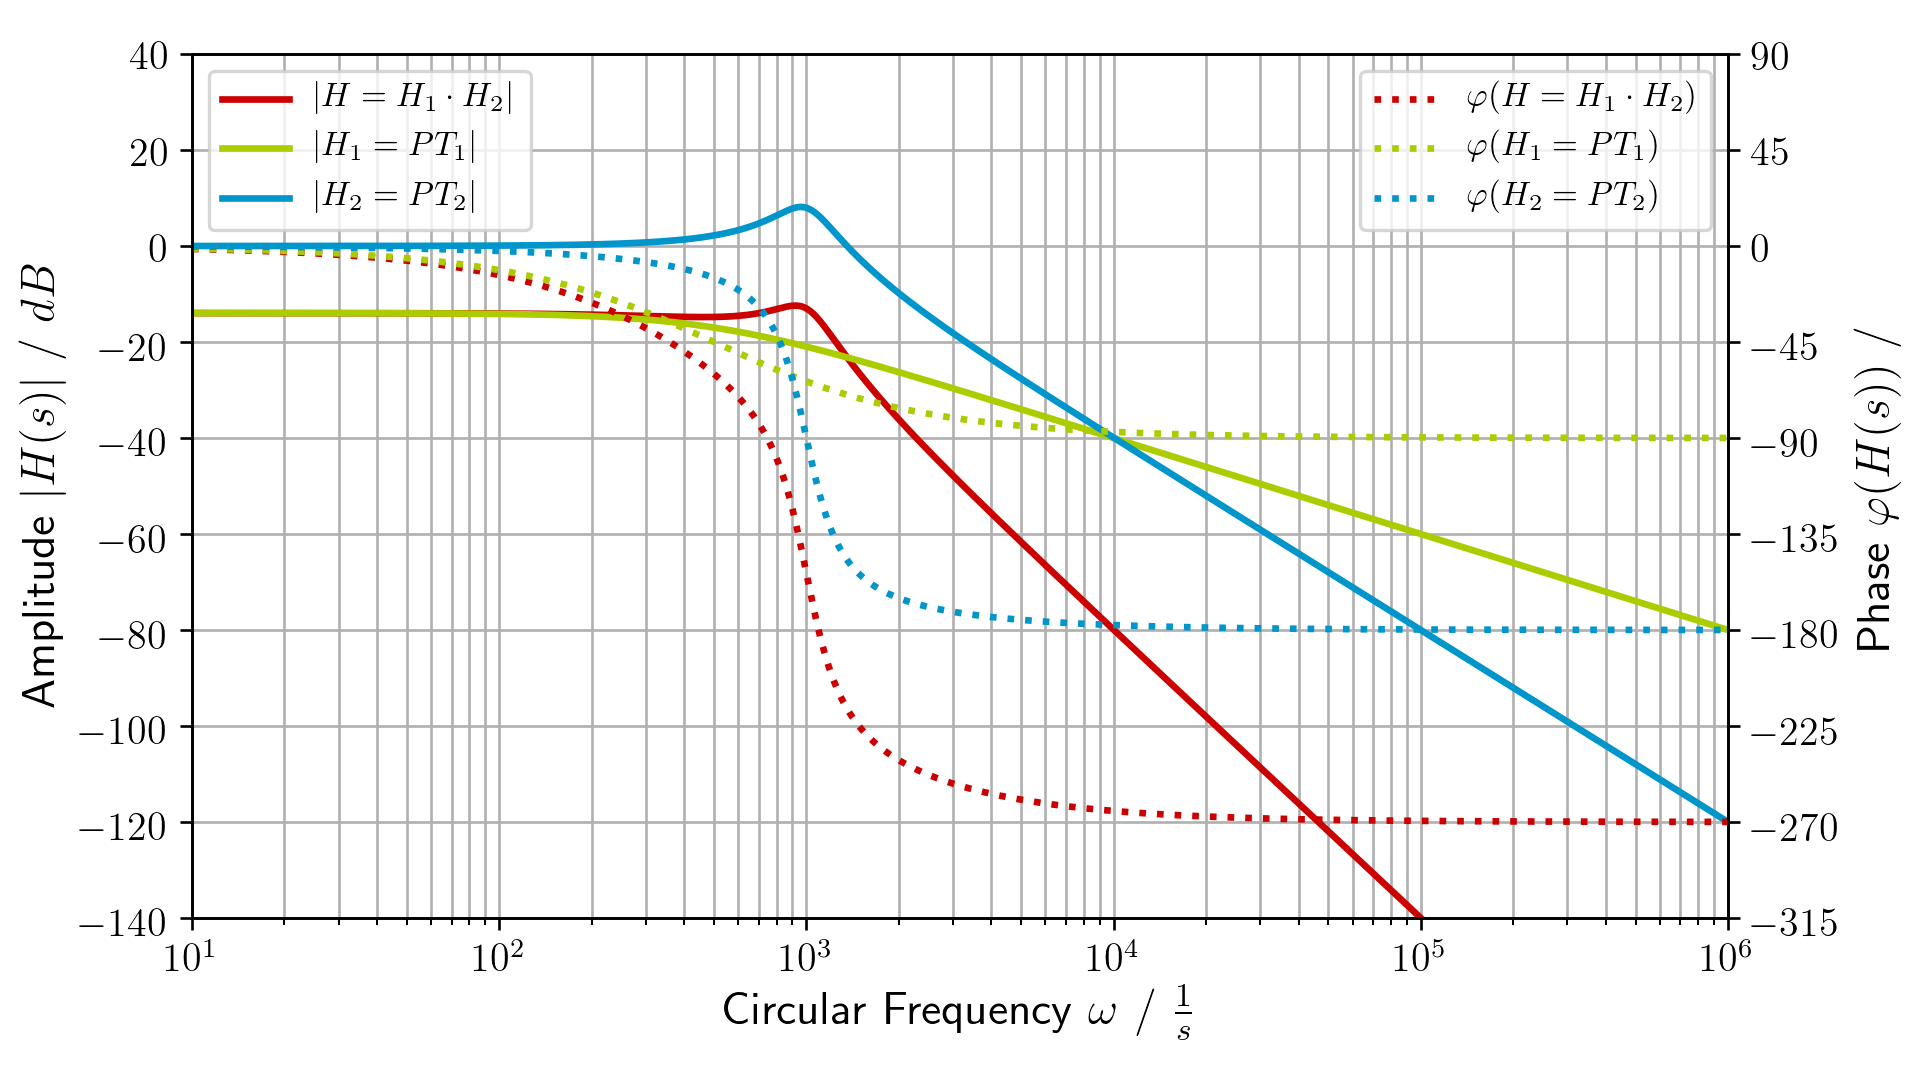 40
20
0
−20
−40
−60
−80
−100
−120
−140
Amplitude |H(s)| / dB
|H = H₁ · H₂|
|H₁ = PT₁|
|H₂ = PT₂|
φ(H = H₁ · H₂)
φ(H₁ = PT₁)
φ(H₂ = PT₂)
90
45
0
−45
−90
−135
−180
−225
−270
−315
Phase φ(H(s)) /
10¹ 10² 10³ 10⁴ 10⁵ 10⁶
Circular Frequency ω / 1/s